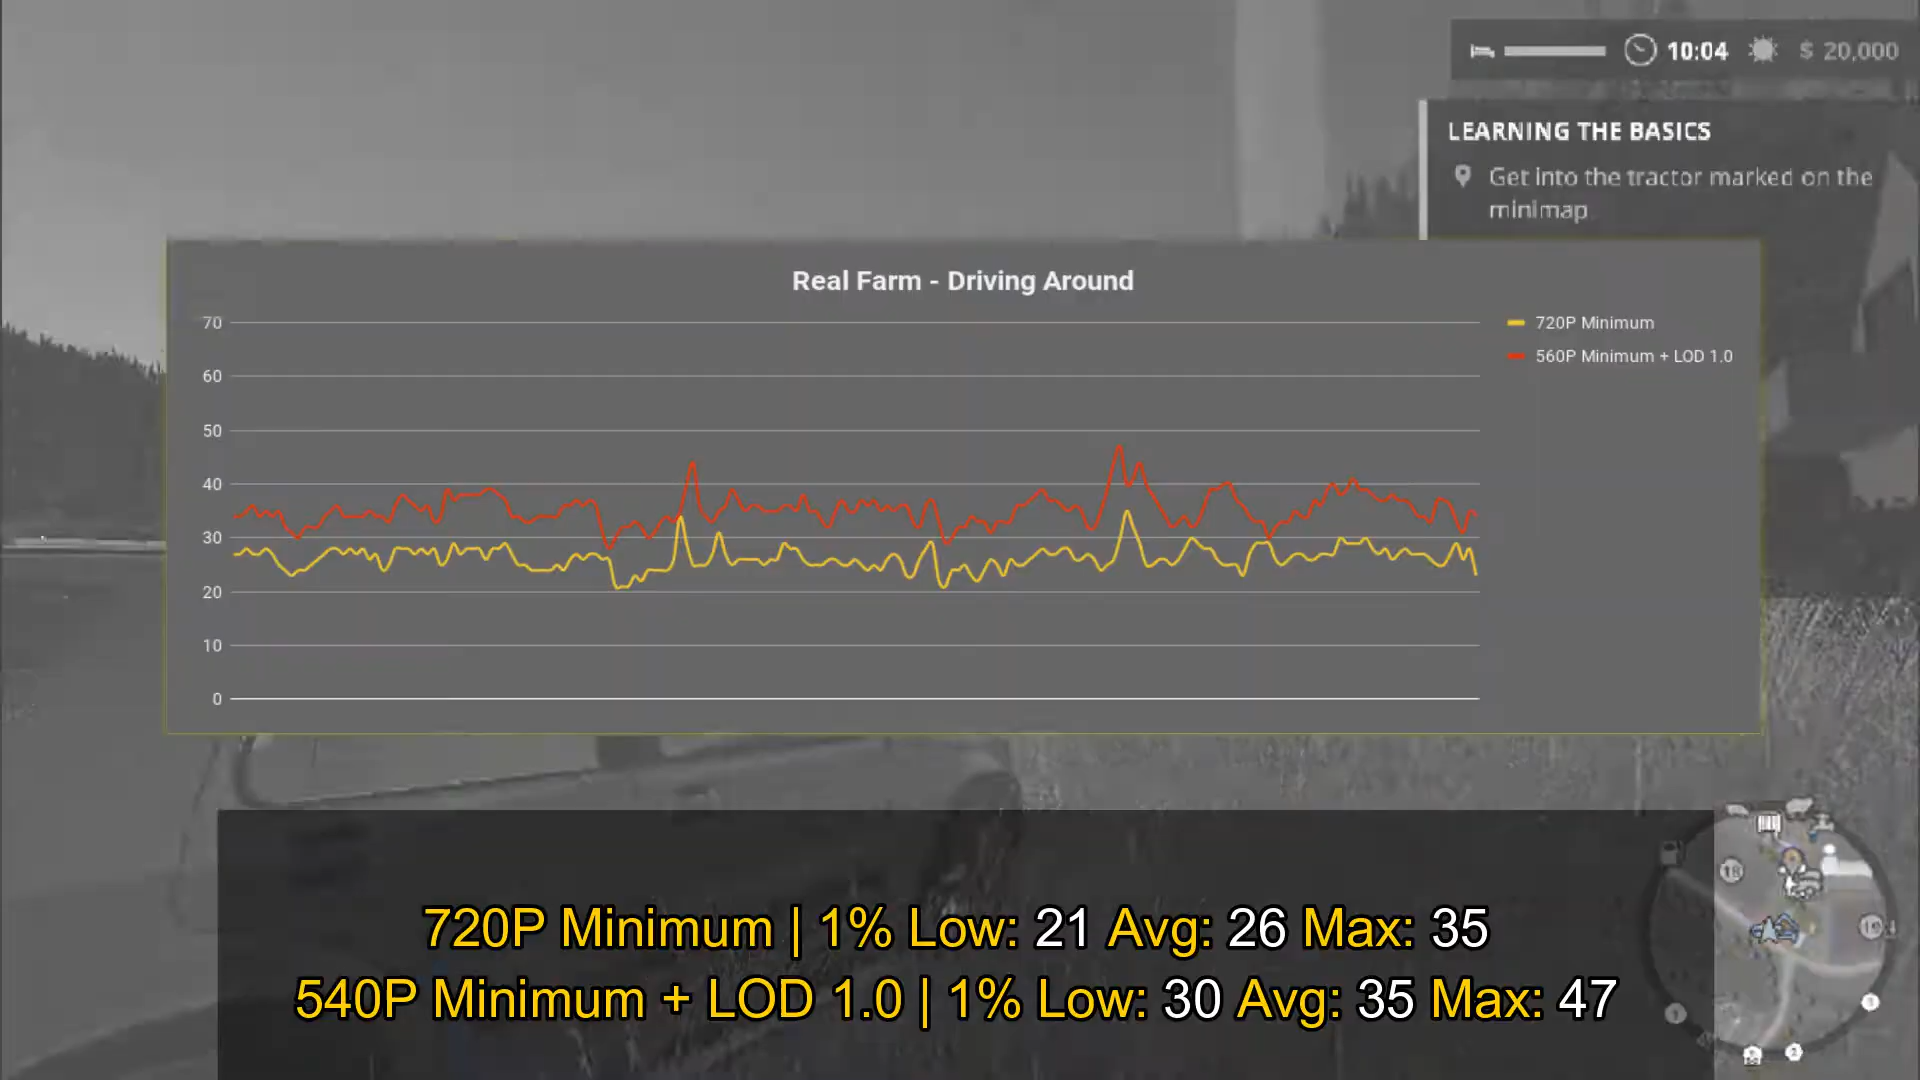 10:04 $ 20,000
LEARNING THE BASICS
Get into the tractor marked on the
minimap
Real Farm - Driving Around
720P Minimum
560P Minimum + LOD 1.0
70
60
50
40
30
20
10
0
18
720P Minimum | 1% Low: 21 Avg: 26 Max: 35
540P Minimum + LOD 1.0 | 1% Low: 30 Avg: 35 Max: 47